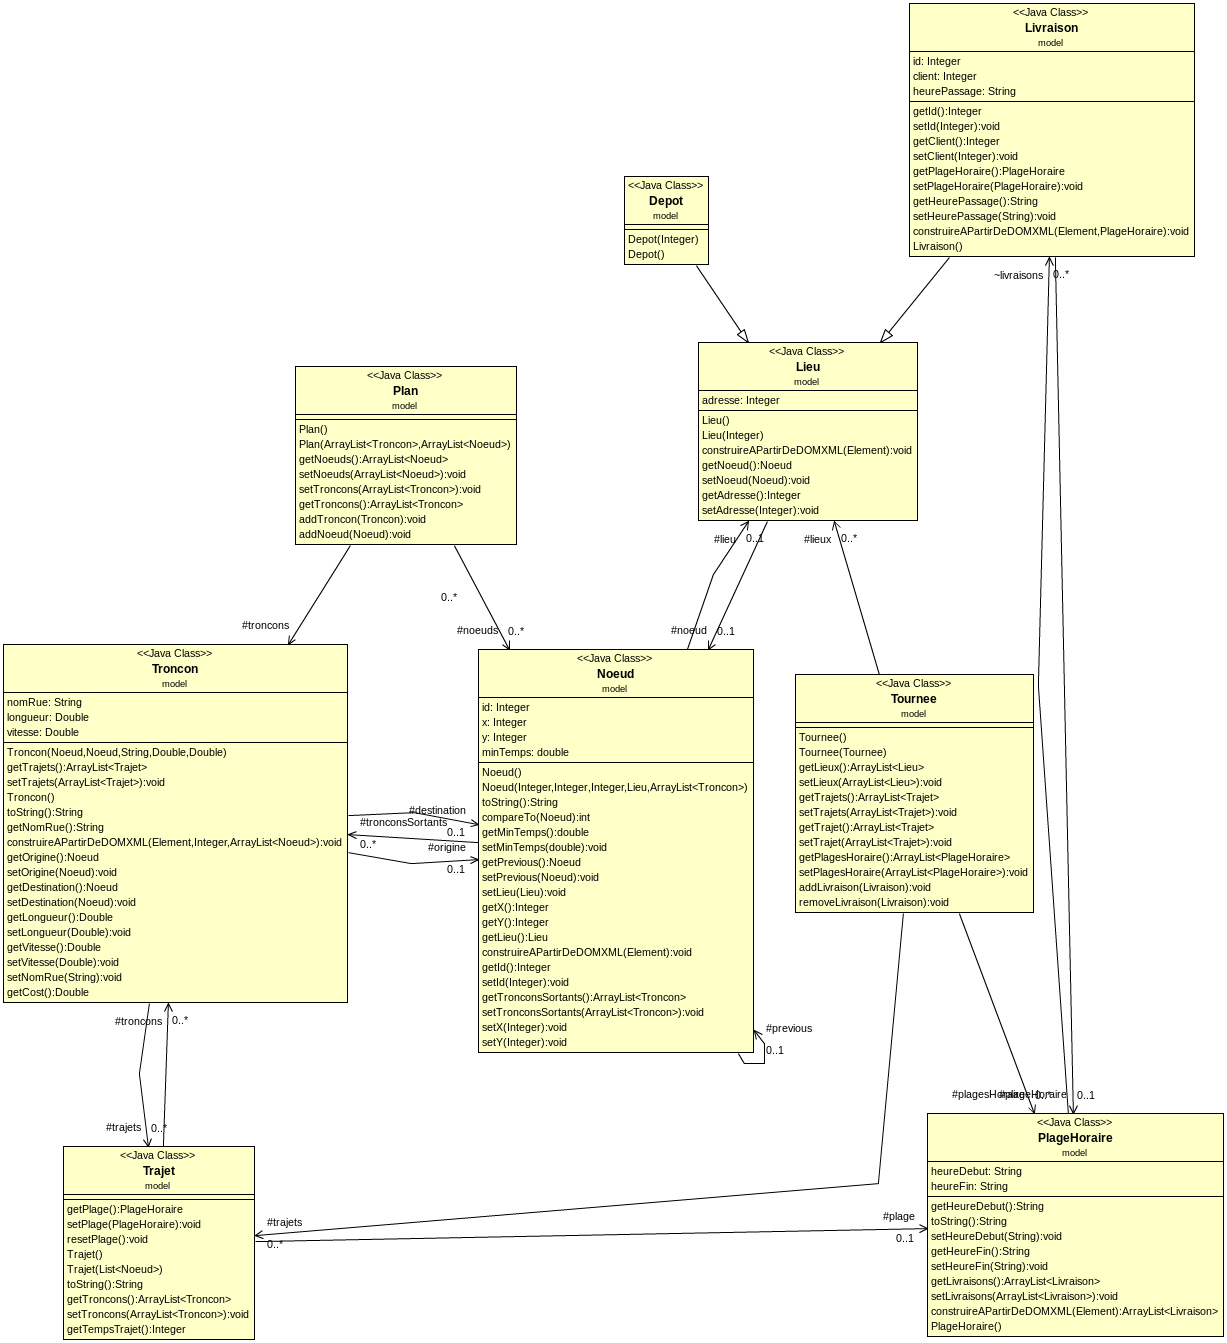 <<Java Class>>
Livraison
model
id: Integer
client: Integer
heurePassage: String
getId():Integer
setId(Integer):void
getClient():Integer
setClient(Integer):void
getPlageHoraire():PlageHoraire
setPlageHoraire(PlageHoraire):void
getHeurePassage():String
setHeurePassage(String):void
construireAPartirDeDOMXML(Element,PlageHoraire):void
Livraison()
<<Java Class>>
Depot
model
Depot(Integer)
Depot()
~livraisons
0..*
<<Java Class>>
Lieu
model
adresse: Integer
Lieu()
Lieu(Integer)
construireAPartirDeDOMXML(Element):void
getNoeud():Noeud
setNoeud(Noeud):void
getAdresse():Integer
setAdresse(Integer):void
<<Java Class>>
Plan
model
Plan()
Plan(ArrayList<Troncon>,ArrayList<Noeud>)
getNoeuds():ArrayList<Noeud>
setNoeuds(ArrayList<Noeud>):void
setTroncons(ArrayList<Troncon>):void
getTroncons():ArrayList<Troncon>
addTroncon(Troncon):void
addNoeud(Noeud):void
#lieu
0..1
#lieux
0..*
0..*
#troncons
#noeuds
0..*
#noeud
0..1
<<Java Class>>
Troncon
model
nomRue: String
longueur: Double
vitesse: Double
Troncon(Noeud,Noeud,String,Double,Double)
getTrajets():ArrayList<Trajet>
setTrajets(ArrayList<Trajet>):void
Troncon()
toString():String
getNomRue():String
construireAPartirDeDOMXML(Element,Integer,ArrayList<Noeud>):void
getOrigine():Noeud
setOrigine(Noeud):void
getDestination():Noeud
setDestination(Noeud):void
getLongueur():Double
setLongueur(Double):void
getVitesse():Double
setVitesse(Double):void
setNomRue(String):void
getCost():Double
#destination
#tronconsSortants
0..1
0..*
#origine
0..1
<<Java Class>>
Noeud
model
id: Integer
x: Integer
y: Integer
minTemps: double
Noeud()
Noeud(Integer,Integer,Integer,Lieu,ArrayList<Troncon>)
toString():String
compareTo(Noeud):int
getMinTemps():double
setMinTemps(double):void
getPrevious():Noeud
setPrevious(Noeud):void
setLieu(Lieu):void
getX():Integer
getY():Integer
getLieu():Lieu
construireAPartirDeDOMXML(Element):void
getId():Integer
setId(Integer):void
getTronconsSortants():ArrayList<Troncon>
setTronconsSortants(ArrayList<Troncon>):void
setX(Integer):void
setY(Integer):void
#previous
0..1
<<Java Class>>
Tournee
model
Tournee()
Tournee(Tournee)
getLieux():ArrayList<Lieu>
setLieux(ArrayList<Lieu>):void
getTrajets():ArrayList<Trajet>
setTrajets(ArrayList<Trajet>):void
getTrajet():ArrayList<Trajet>
setTrajet(ArrayList<Trajet>):void
getPlagesHoraire():ArrayList<PlageHoraire>
setPlagesHoraire(ArrayList<PlageHoraire>):void
addLivraison(Livraison):void
removeLivraison(Livraison):void
#troncons
0..*
#trajets
0..*
#plagesHoraire
0..*
#plageHoraire
0..1
<<Java Class>>
Trajet
model
getPlage():PlageHoraire
setPlage(PlageHoraire):void
resetPlage():void
Trajet()
Trajet(List<Noeud>)
toString():String
getTroncons():ArrayList<Troncon>
setTroncons(ArrayList<Troncon>):void
getTempsTrajet():Integer
#trajets
0..*
#plage
0..1
<<Java Class>>
PlageHoraire
model
heureDebut: String
heureFin: String
getHeureDebut():String
toString():String
setHeureDebut(String):void
getHeureFin():String
setHeureFin(String):void
getLivraisons():ArrayList<Livraison>
setLivraisons(ArrayList<Livraison>):void
construireAPartirDeDOMXML(Element):ArrayList<Livraison>
PlageHoraire()